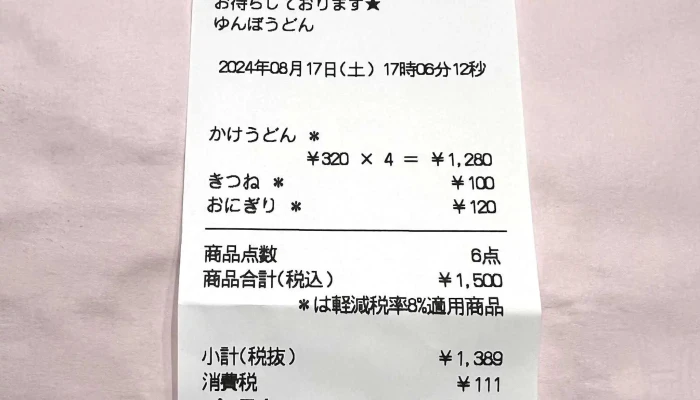 お待ちしております★
ゆんぼうどん
2024年08月17日(土) 17時06分12秒
かけうどん *
¥320 × 4 = ¥1,280
きつね * ¥100
おにぎり * ¥120
商品点数 6点
商品合計(税込) ¥1,500
*は軽減税率8%適用商品
小計(税抜) ¥1,389
消費税 ¥111